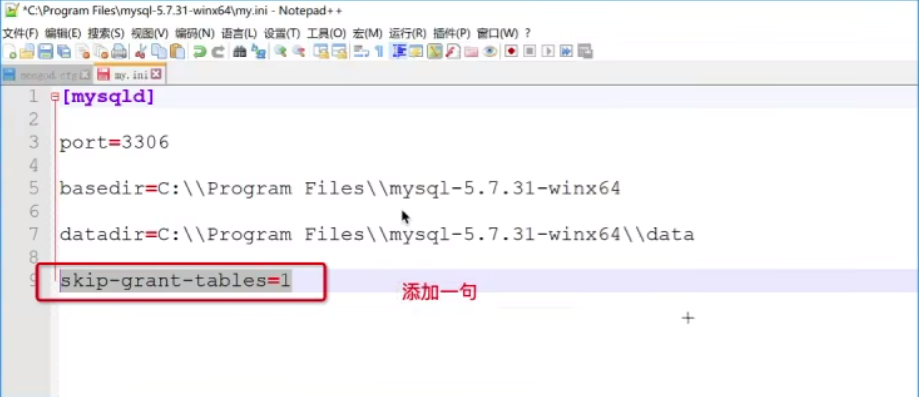 *C:\Program Files\mysql-5.7.31-winx64\my.ini - Notepad++
文件(F) 编辑(E) 搜索(S) 视图(V) 编码(N) 语言(L) 设置(T) 工具(O) 宏(M) 运行(R) 插件(P) 窗口(W) ?
mongod.cfg my.ini
1 [mysqld]
2
3 port=3306
4
5 basedir=C:\\Program Files\\mysql-5.7.31-winx64
6
7 datadir=C:\\Program Files\\mysql-5.7.31-winx64\\data
8
9 skip-grant-tables=1
添加一句